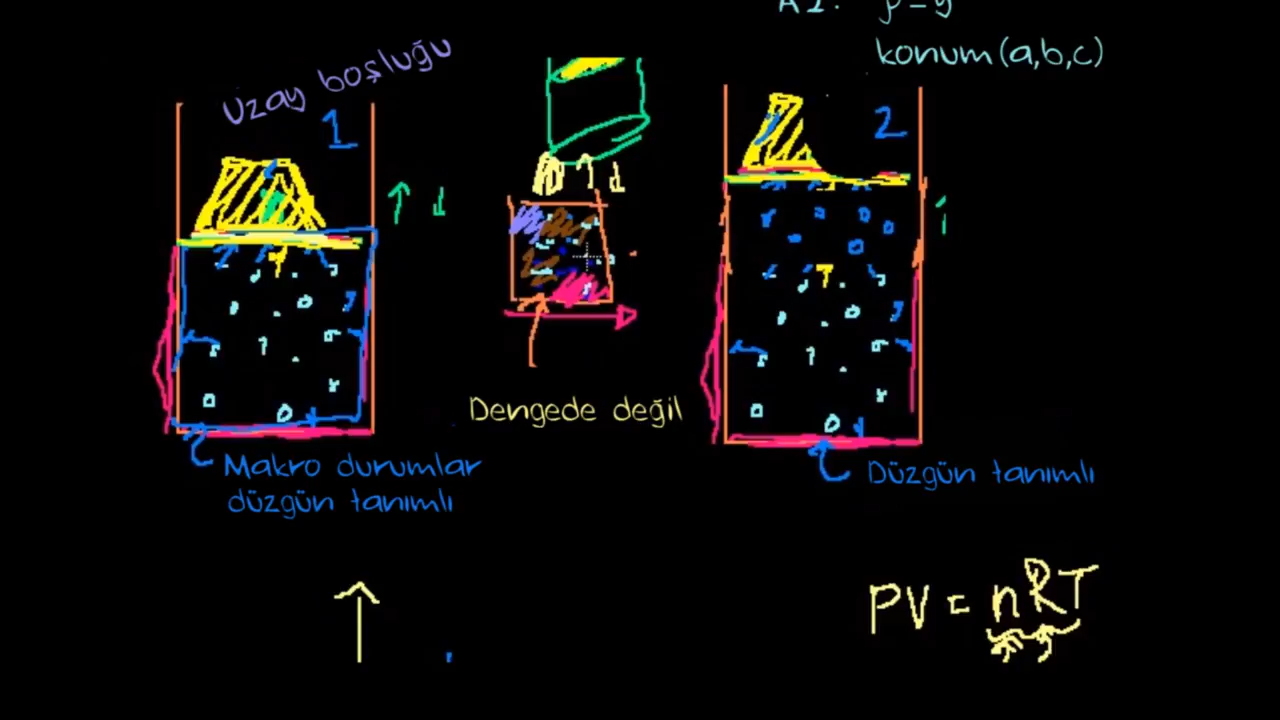 konum(a,b,c)
Uzay boşluğu
1
2
Dengede değil
Makro durumlar
düzgün tanımlı
Düzgün tanımlı
PV = nRT